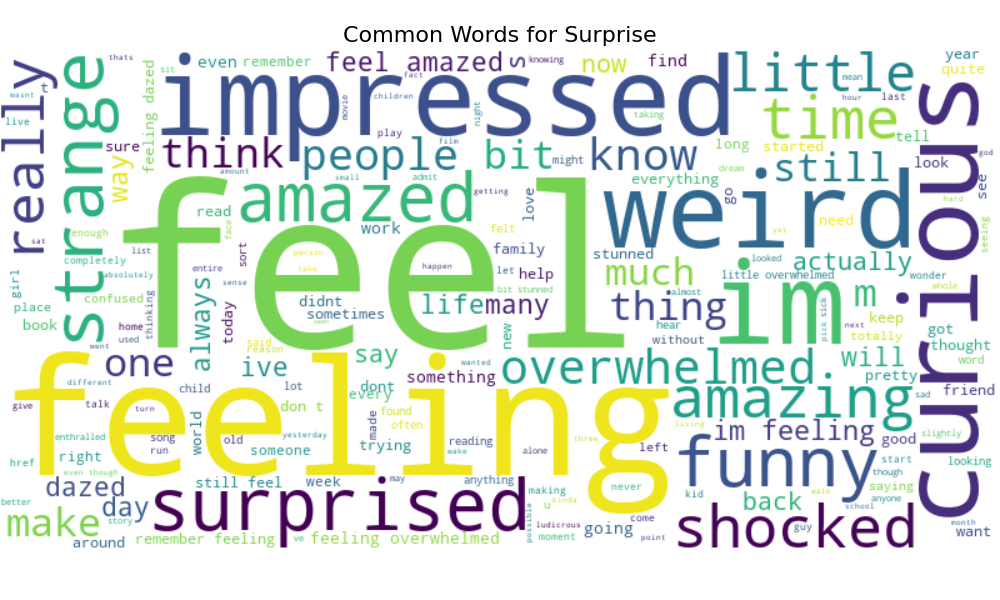 Common Words for Surprise
thats
even
remember
feel amazed
s
knowing
now
find
year
quite
wasnt
t
sit
fact
impressed
little
mean
hour
last
live
really
strange
feeling dazed
movie
children
night
taking
time
tell
curious
sure
think
play
film
people
bit
might
know
long
started
still
look
god
way
amount
small
admit
everything
dream
see
hard
amazed
getting
love
weird
go
read
face
feel
work
felt
need
seeing
enough
sat
completely
list
sort
person
family
stunned
yet
looked
actually
girl
absolutely
entire
take
happen
let
help
much
little overwhelmed
wonder
place
confused
sense
bit stunned
almost
im
m
whole
book
thinking
always
today
didnt
sometimes
life
many
new
thing
pick sick
keep
home
used
seen
hear
next
totally
got
went
said
reason
without
thought
one
ive
say
wanted
overwhelmed
will
word
different
child
lot
dont
every
something
amazing
pretty
sad
friend
give
talk
turn
feeling
don t
found
often
living
enthralled
song
run
world
old
yesterday
made
reading
three
im feeling
good
slightly
right
someone
trying
wake
alone
left
funny
start
looking
href
even though
still feel
week
may
anything
never
kid
though
saying
better
dazed
day
surprised
making
u
kinda
back
walk
anyone
school
make
story
possible
ludicrous
going
come
shocked
guy
month
want
around
remember feeling
ve
feeling overwhelmed
moment
point